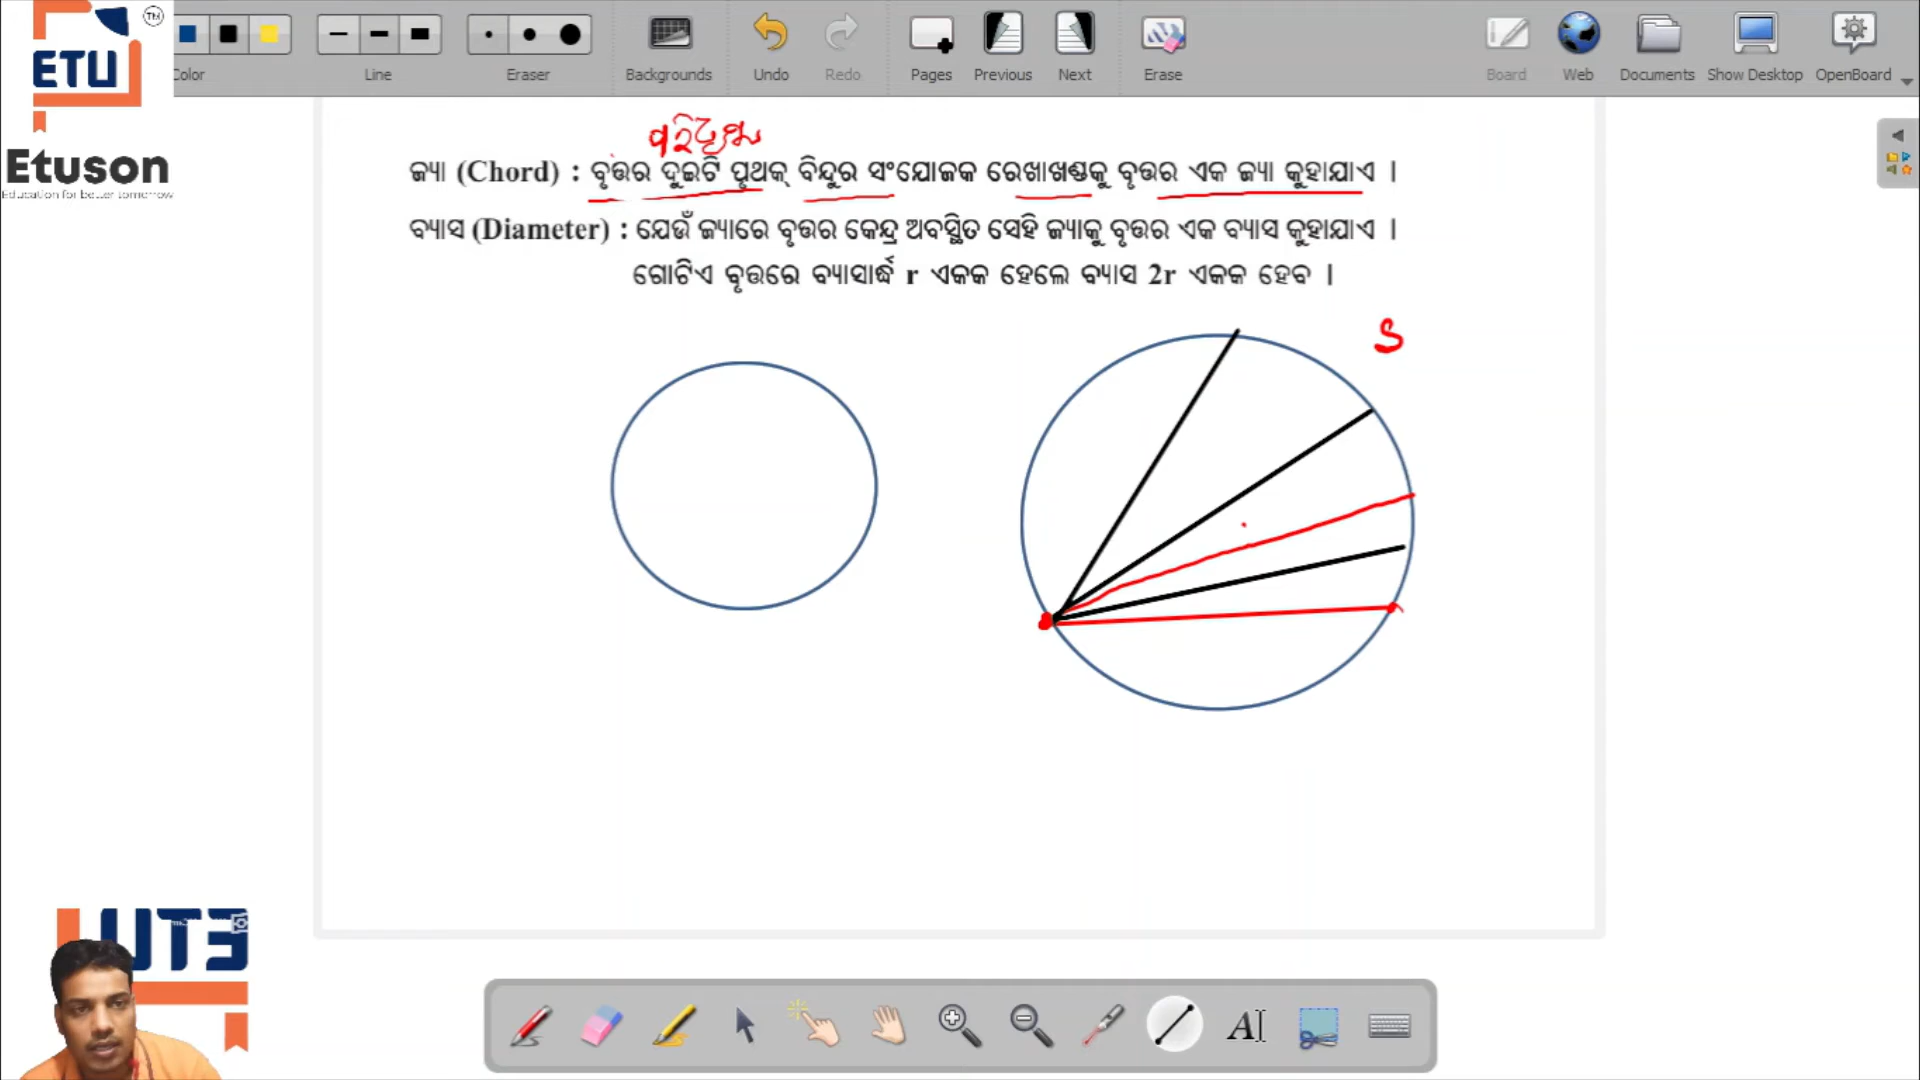 ETU
TM
Etuson
Education for better tomorrow
Color
Line
Eraser
Backgrounds
Undo
Redo
Pages
Previous
Next
Erase
Board
Web
Documents
Show Desktop
OpenBoard
ଜ୍ୟା (Chord) : ବୃତ୍ତର ଦୁଇଟି ପୃଥକ୍ ବିନ୍ଦୁର ସଂଯୋଜକ ରେଖାଖଣ୍ଡକୁ ବୃତ୍ତର ଏକ ଜ୍ୟା କୁହାଯାଏ ।
ବ୍ୟାସ (Diameter) : ଯେଉଁ ଜ୍ୟାରେ ବୃତ୍ତର କେନ୍ଦ୍ର ଅବସ୍ଥିତ ସେହି ଜ୍ୟାକୁ ବୃତ୍ତର ଏକ ବ୍ୟାସ କୁହାଯାଏ ।
ଗୋଟିଏ ବୃତ୍ତରେ ବ୍ୟାସାର୍ଦ୍ଧ r ଏକକ ହେଲେ ବ୍ୟାସ 2r ଏକକ ହେବ ।
S